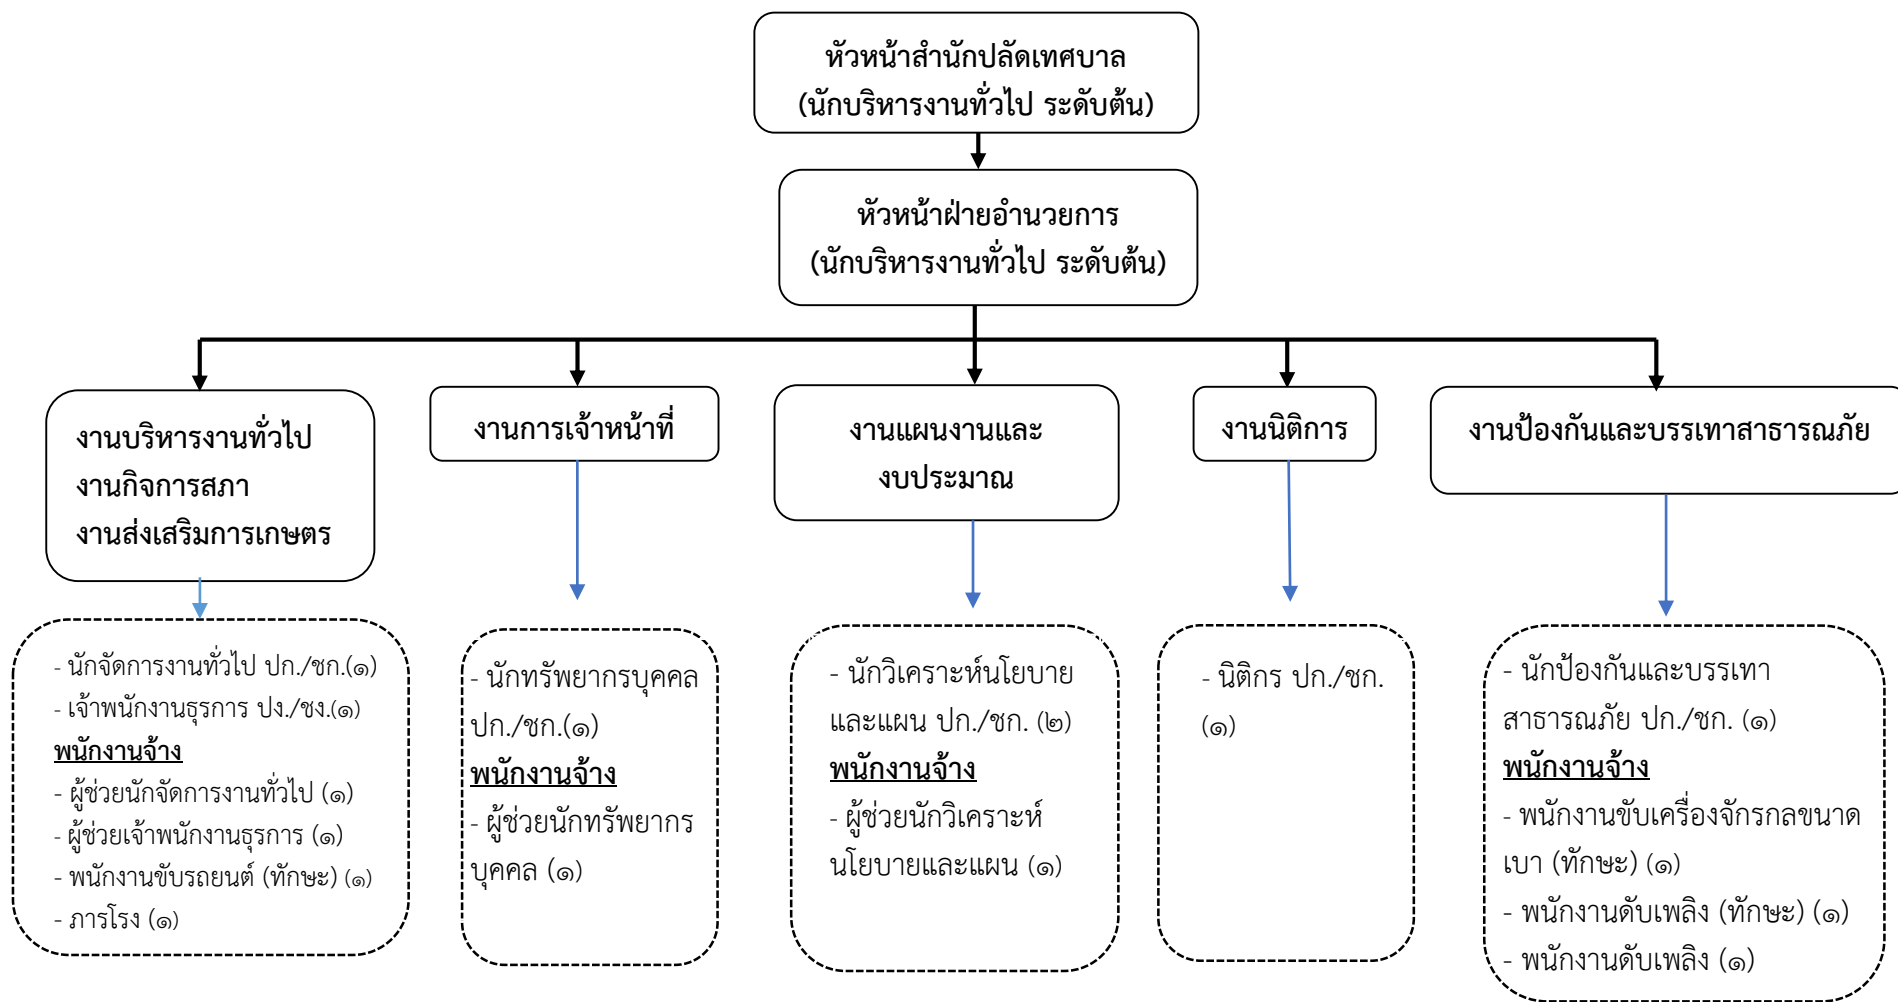 หัวหน้าสำนักปลัดเทศบาล
(นักบริหารงานทั่วไป ระดับต้น)
หัวหน้าฝ่ายอำนวยการ
(นักบริหารงานทั่วไป ระดับต้น)
งานบริหารงานทั่วไป
งานกิจการสภา
งานส่งเสริมการเกษตร
งานการเจ้าหน้าที่
งานแผนงานและ
งบประมาณ
งานนิติการ
งานป้องกันและบรรเทาสาธารณภัย
- นักจัดการงานทั่วไป ปก./ชก.(๑)
- เจ้าพนักงานธุรการ ปง./ชง.(๑)
พนักงานจ้าง
- ผู้ช่วยนักจัดการงานทั่วไป (๑)
- ผู้ช่วยเจ้าพนักงานธุรการ (๑)
- พนักงานขับรถยนต์ (ทักษะ) (๑)
- ภารโรง (๑)
- นักทรัพยากรบุคคล
ปก./ชก.(๑)
พนักงานจ้าง
- ผู้ช่วยนักทรัพยากร
บุคคล (๑)
- นักวิเคราะห์นโยบาย
และแผน ปก./ชก. (๒)
พนักงานจ้าง
- ผู้ช่วยนักวิเคราะห์
นโยบายและแผน (๑)
- นิติกร ปก./ชก.
(๑)
- นักป้องกันและบรรเทา
สาธารณภัย ปก./ชก. (๑)
พนักงานจ้าง
- พนักงานขับเครื่องจักรกลขนาด
เบา (ทักษะ) (๑)
- พนักงานดับเพลิง (ทักษะ) (๑)
- พนักงานดับเพลิง (๑)